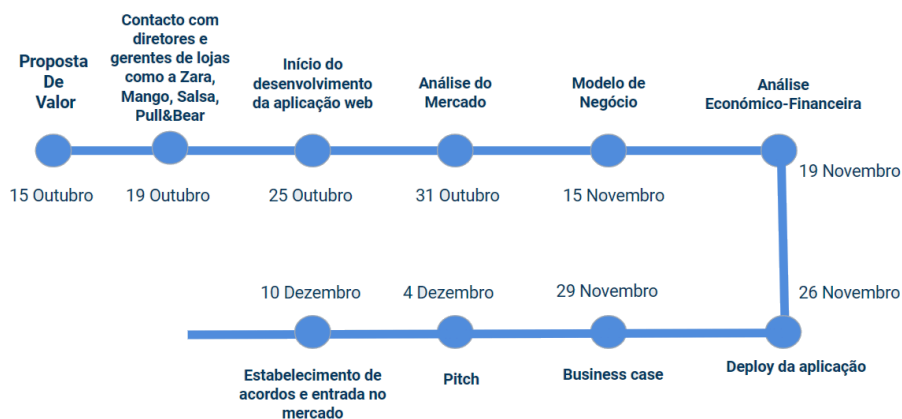 Proposta
De
Valor
Contacto com
diretores e
gerentes de lojas
como a Zara,
Mango, Salsa,
Pull&Bear
Início do
desenvolvimento
da aplicação web
Análise do
Mercado
Modelo de
Negócio
Análise
Económico-Financeira
15 Outubro
19 Outubro
25 Outubro
31 Outubro
15 Novembro
19 Novembro
26 Novembro
Deploy da aplicação
29 Novembro
Business case
4 Dezembro
Pitch
10 Dezembro
Estabelecimento de
acordos e entrada no
mercado